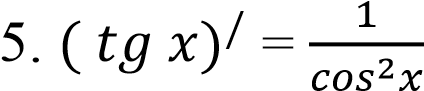 5. ( tg x)/ = 1/cos²x